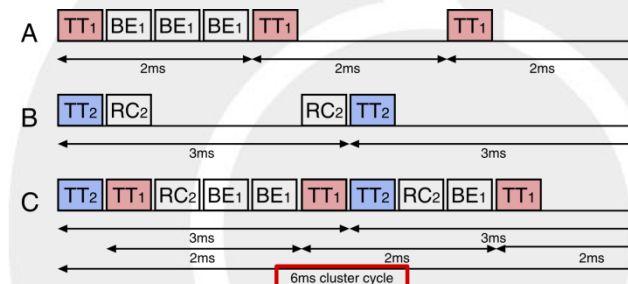 A TT1 BE1 BE1 BE1 TT1 TT1
2ms 2ms 2ms
B TT2 RC2 RC2 TT2
3ms 3ms
C TT2 TT1 RC2 BE1 BE1 TT1 TT2 RC2 BE1 TT1
3ms 3ms
2ms 2ms 2ms
6ms cluster cycle